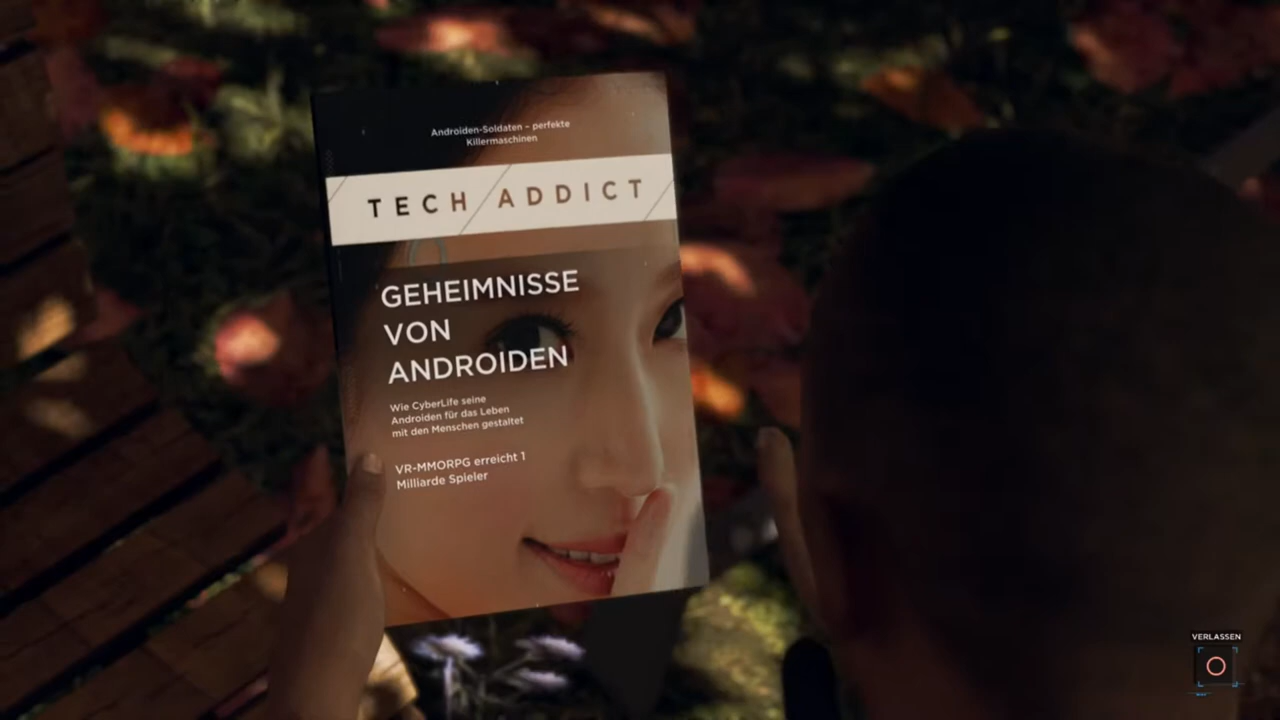 Androiden-Soldaten – perfekte
Killermaschinen
TECH ADDICT
GEHEIMNISSE
VON
ANDROIDEN
Wie CyberLife seine
Androiden für das Leben
mit den Menschen gestaltet
VR-MMORPG erreicht 1
Milliarde Spieler
VERLASSEN